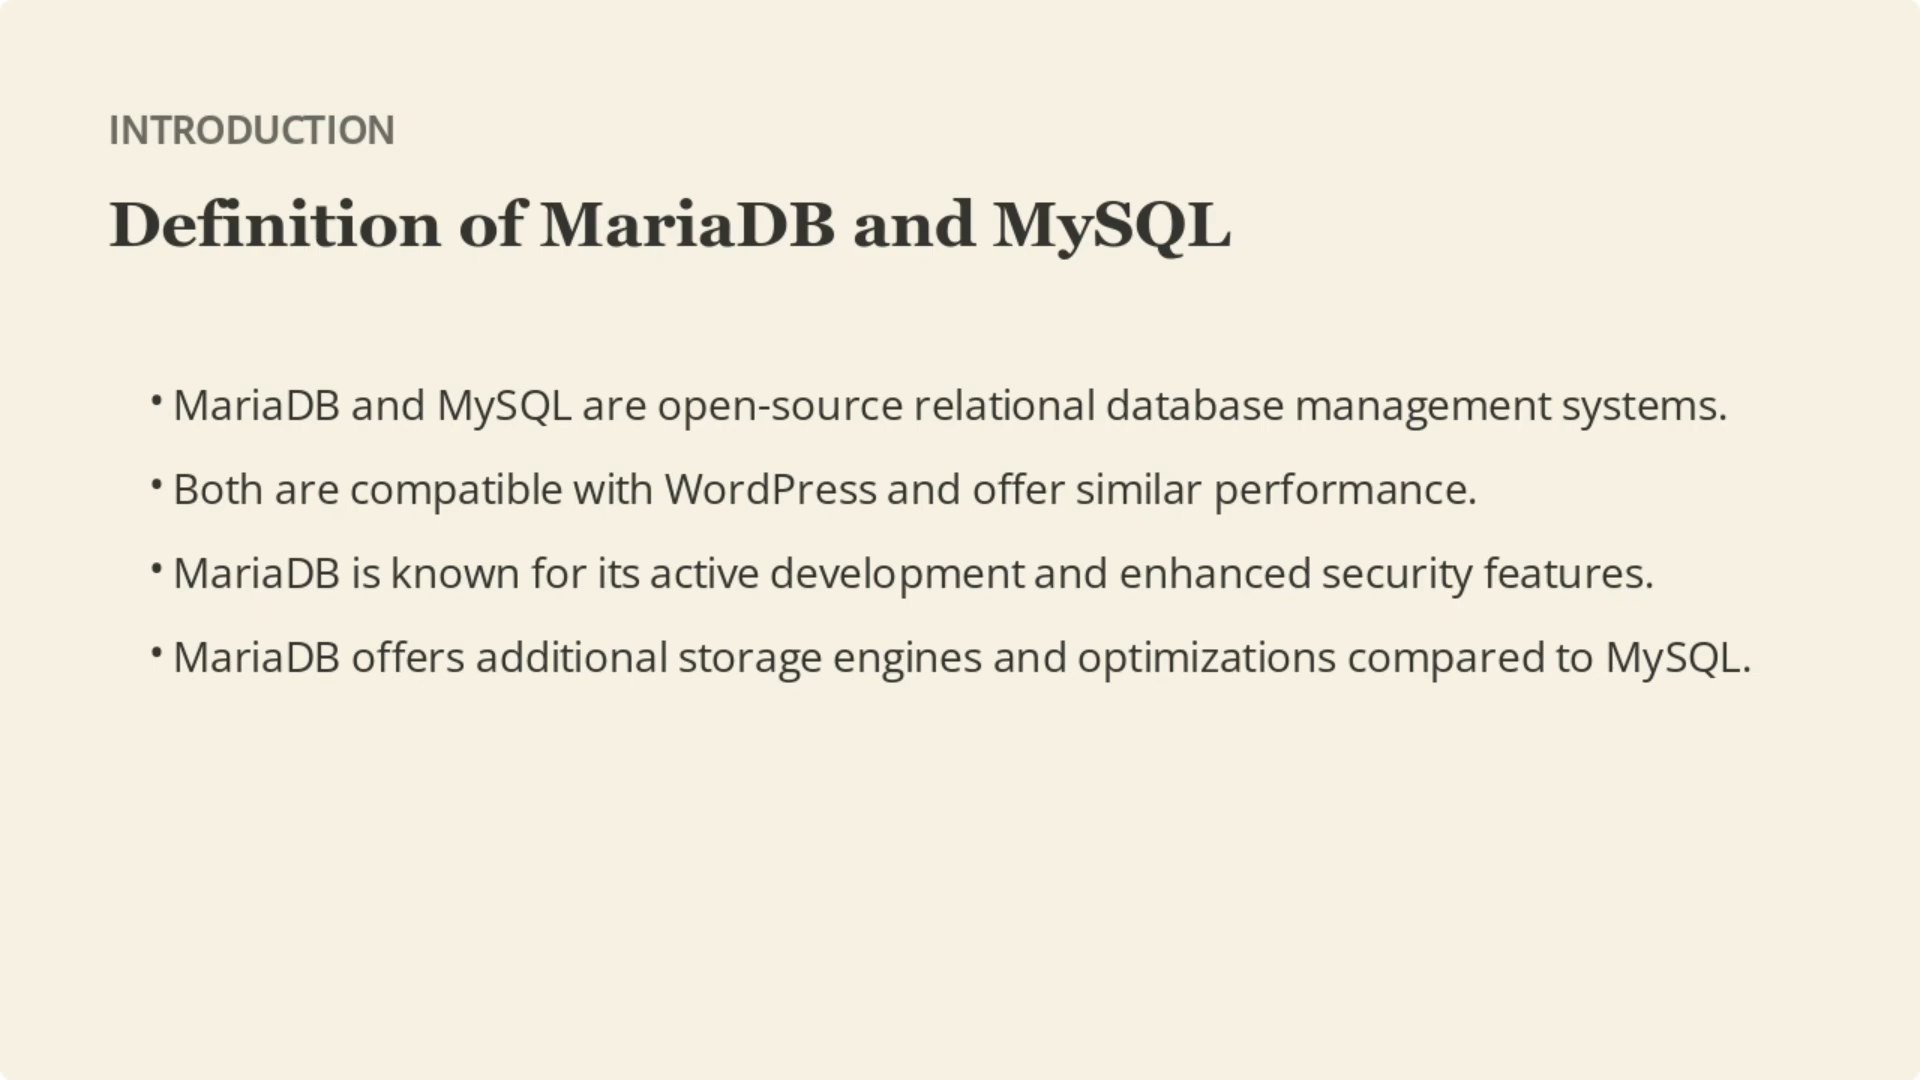 INTRODUCTION
Definition of MariaDB and MySQL
• MariaDB and MySQL are open-source relational database management systems.
• Both are compatible with WordPress and offer similar performance.
• MariaDB is known for its active development and enhanced security features.
• MariaDB offers additional storage engines and optimizations compared to MySQL.